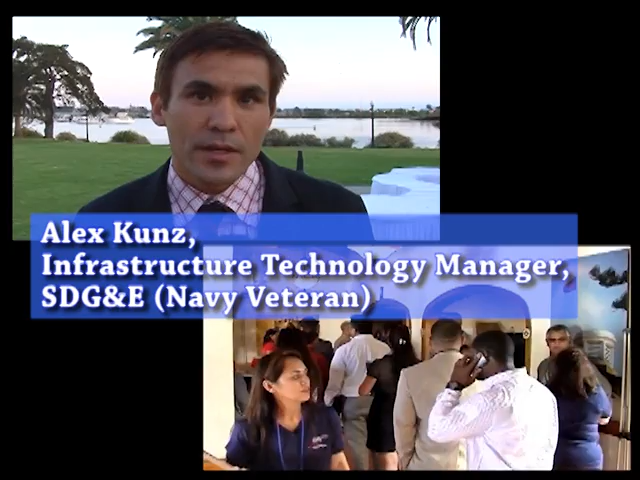 Alex Kunz,
Infrastructure Technology Manager,
SDG&E (Navy Veteran)